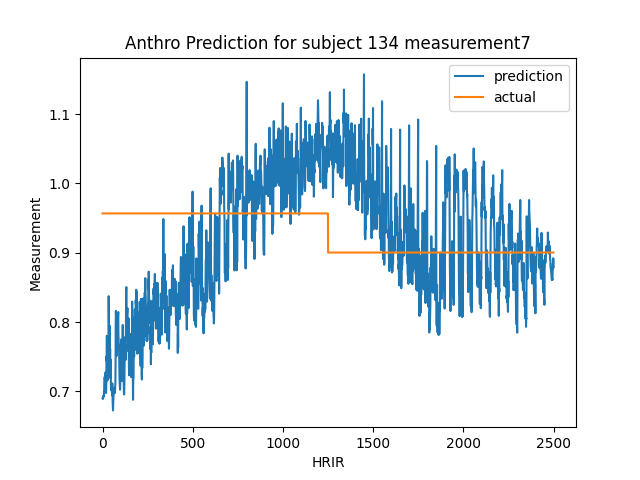 Anthro Prediction for subject 134 measurement7
prediction
actual
Measurement
1.1
1.0
0.9
0.8
0.7
0
500
1000
1500
2000
2500
HRIR